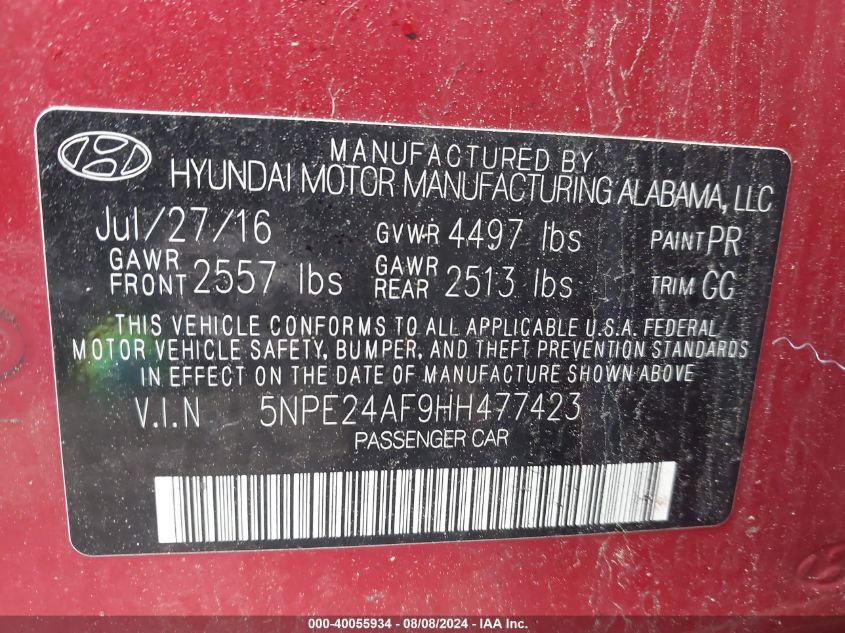 MANUFACTURED BY
HYUNDAI MOTOR MANUFACTURING ALABAMA, LLC
Jul/27/16 GVWR 4497 lbs PAINT PR
GAWR FRONT 2557 lbs GAWR REAR 2513 lbs TRIM GG
THIS VEHICLE CONFORMS TO ALL APPLICABLE U.S.A. FEDERAL
MOTOR VEHICLE SAFETY, BUMPER, AND THEFT PREVENTION STANDARDS
IN EFFECT ON THE DATE OF MANUFACTURE SHOWN ABOVE
V.I.N 5NPE24AF9HH477423
PASSENGER CAR
000-40055934 - 08/08/2024 - IAA Inc.